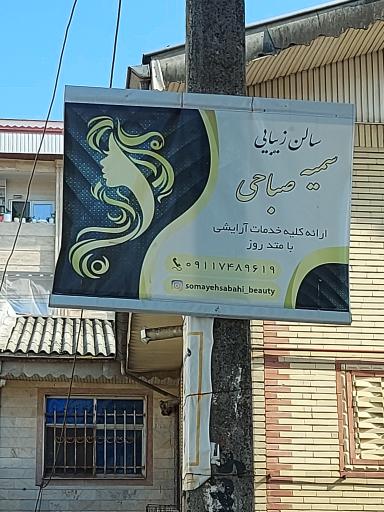 سالن زیبایی
سمیه صباحی
ارائه کلیه خدمات آرایشی
با متد روز
۰۹۱۱۷۴۸۹۶۱۹
somayehsabahi_beauty